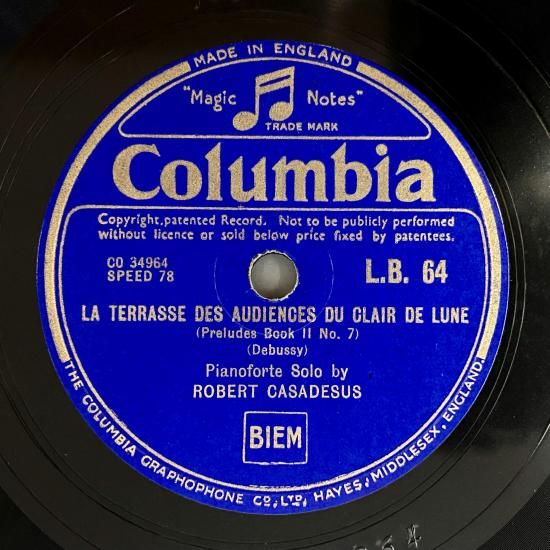 MADE IN ENGLAND
"Magic Notes"
TRADE MARK
Columbia
Copyright, patented Record. Not to be publicly performed
without licence or sold below price fixed by patentees.
CO 34964
SPEED 78
L.B. 64
LA TERRASSE DES AUDIENCES DU CLAIR DE LUNE
(Preludes Book II No. 7)
(Debussy)
Pianoforte Solo by
ROBERT CASADESUS
BIEM
THE COLUMBIA GRAPHOPHONE CO., LTD., HAYES, MIDDLESEX, ENGLAND.